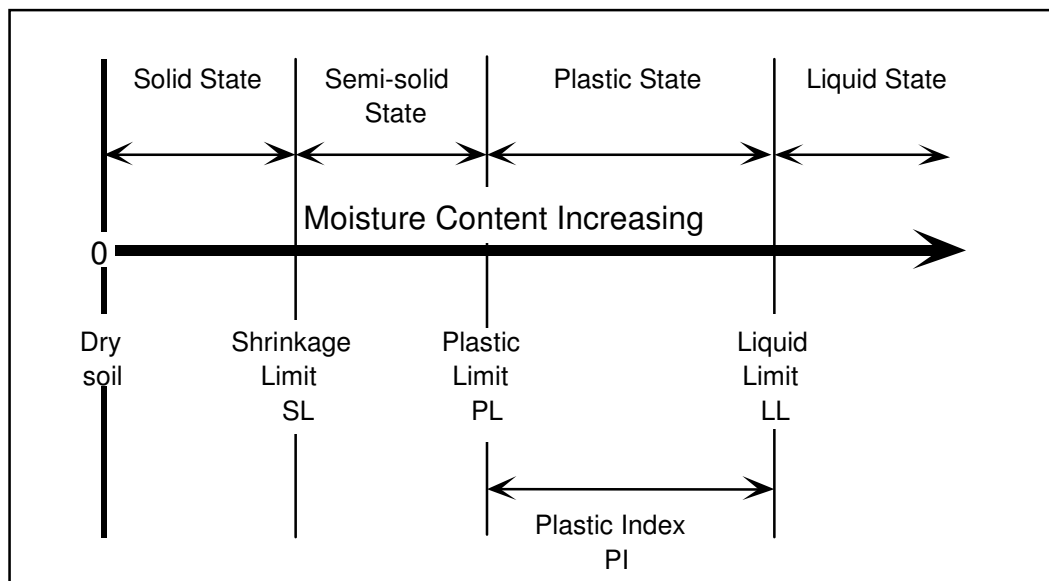 Solid State
Semi-solid
State
Plastic State
Liquid State
Moisture Content Increasing
0
Dry
soil
Shrinkage
Limit
SL
Plastic
Limit
PL
Liquid
Limit
LL
Plastic Index
PI